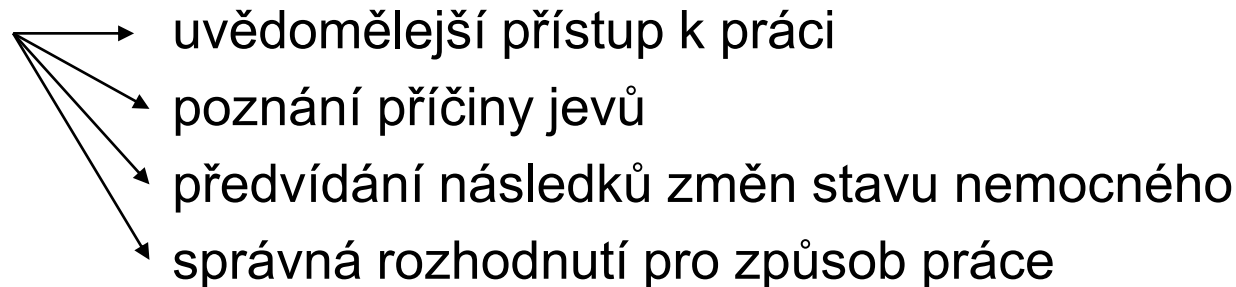 uvědomělejší přístup k práci
poznání příčiny jevů
předvídání následků změn stavu nemocného
správná rozhodnutí pro způsob práce